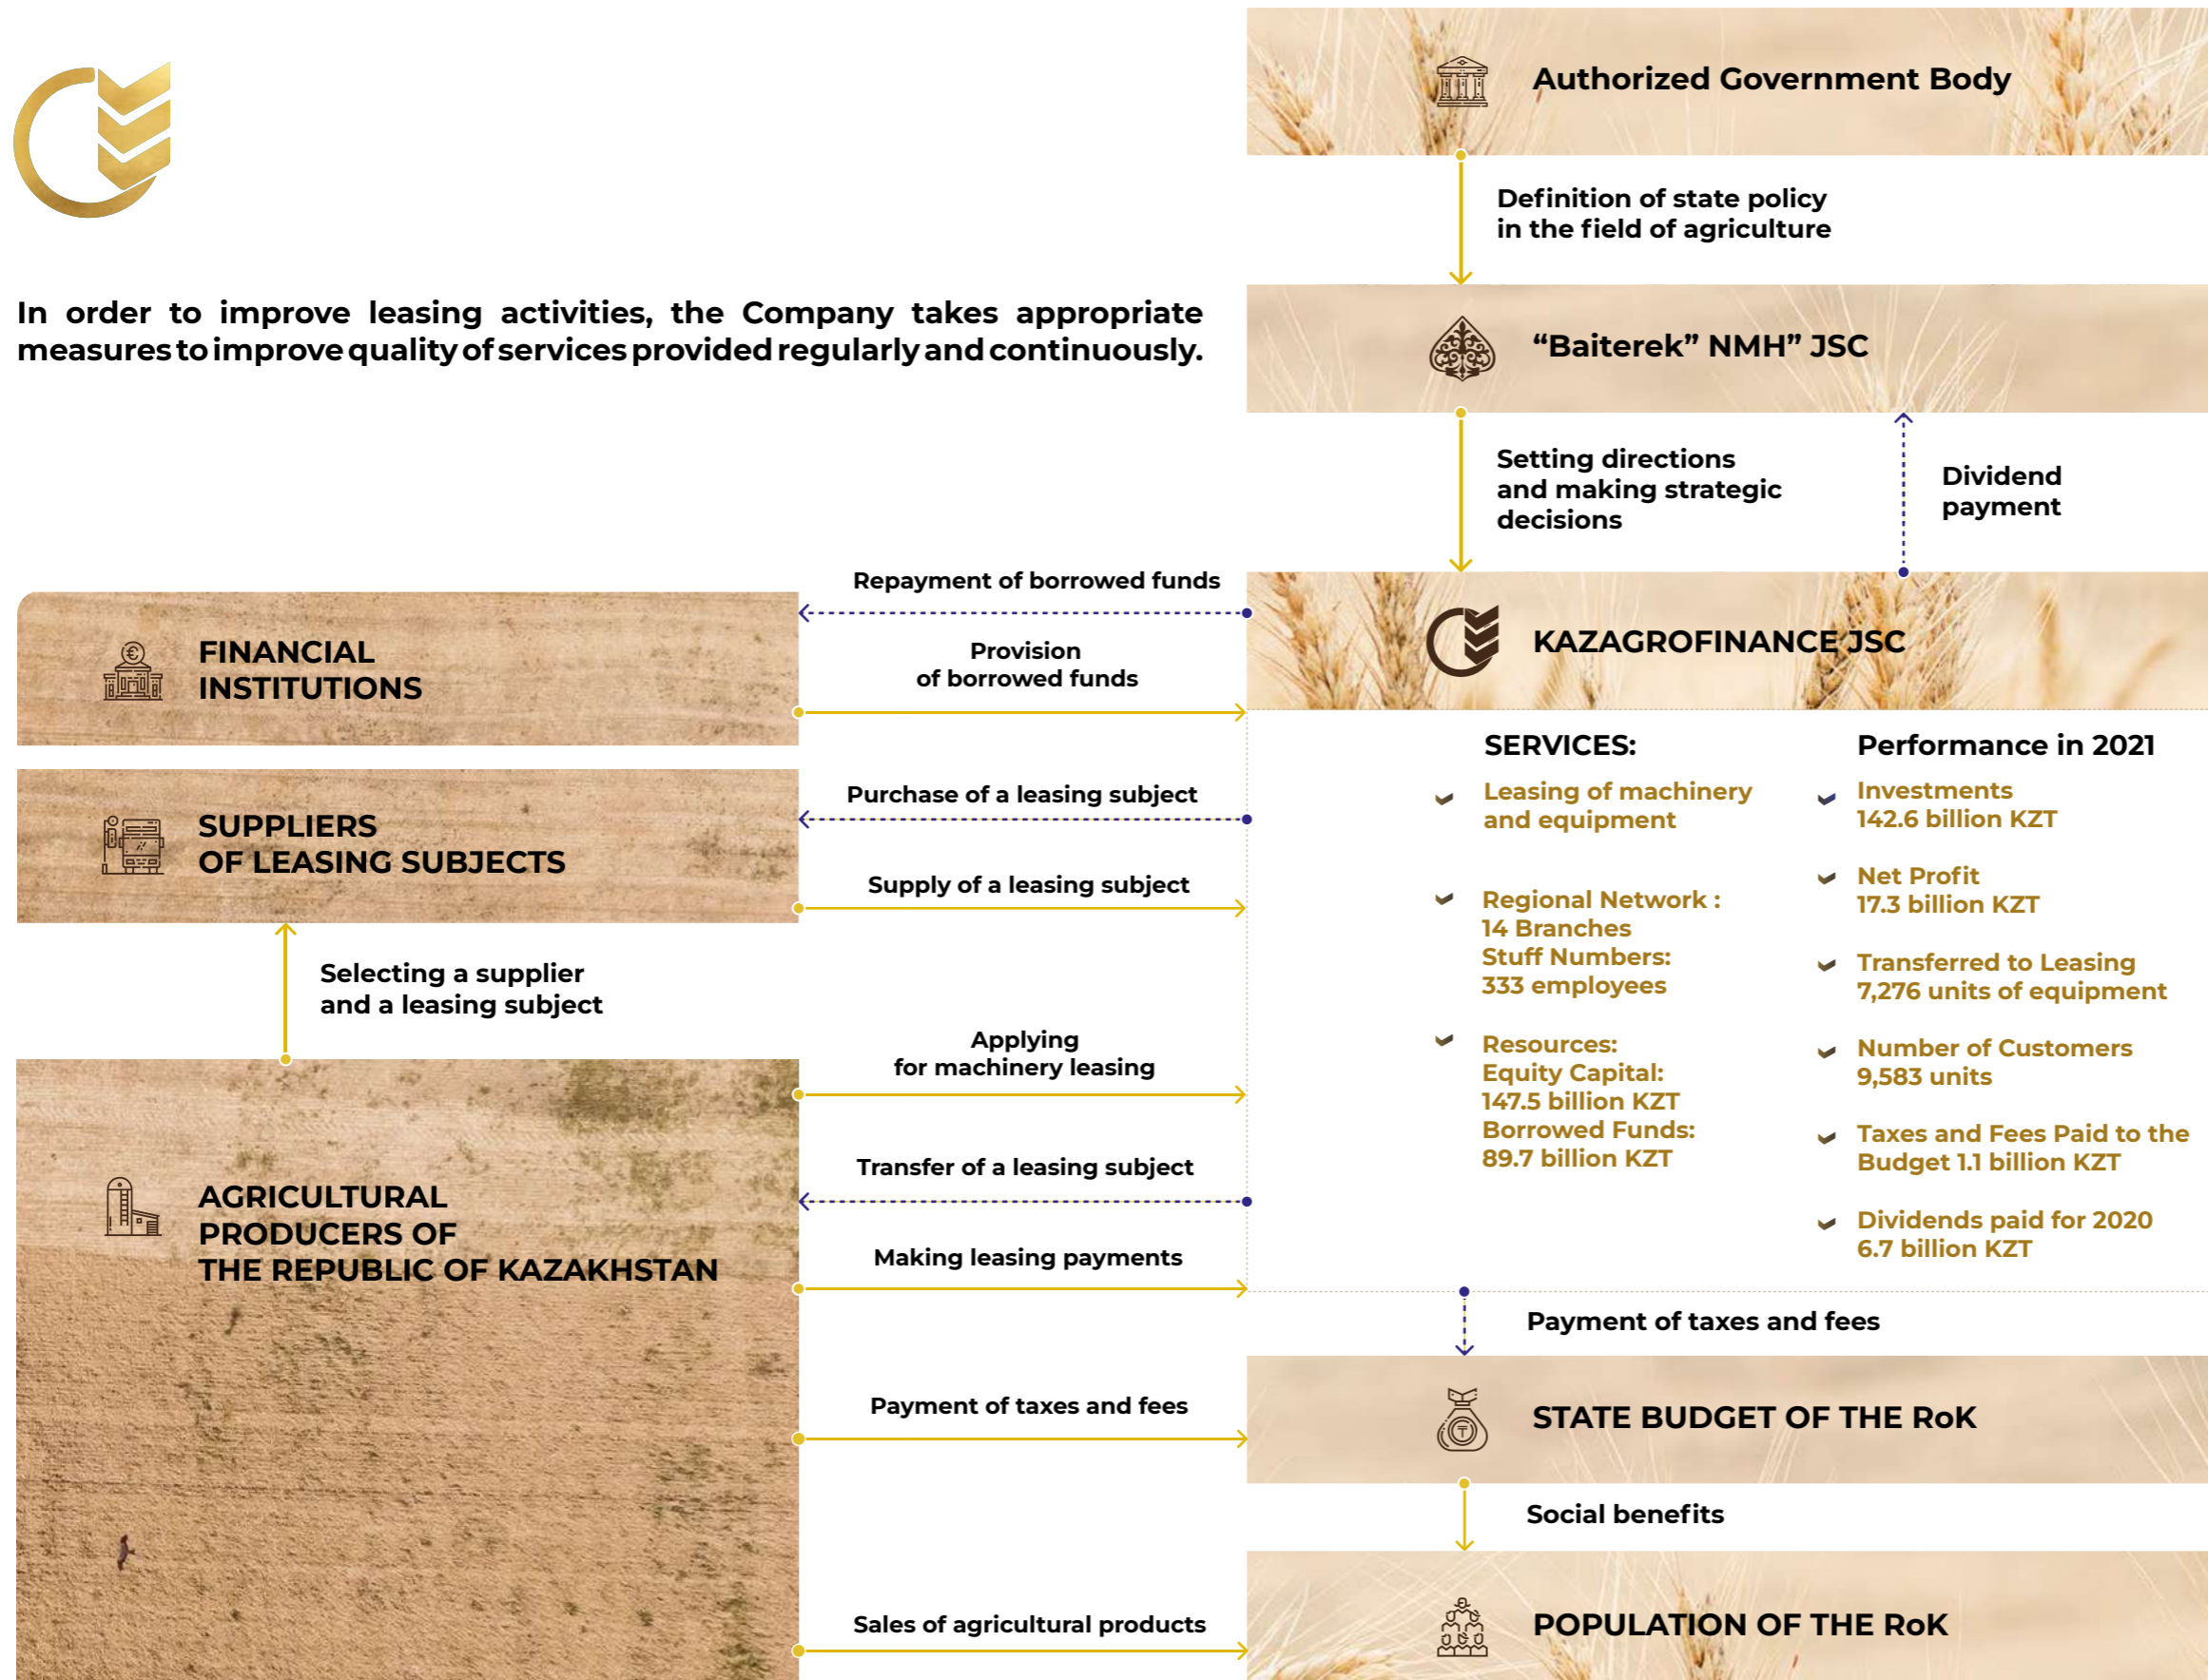 Authorized Government Body
Definition of state policy
in the field of agriculture
In order to improve leasing activities, the Company takes appropriate
measures to improve quality of services provided regularly and continuously.
“Baiterek” NMH” JSC
Setting directions
and making strategic
decisions
Dividend
payment
FINANCIAL
INSTITUTIONS
Repayment of borrowed funds
Provision
of borrowed funds
KAZAGROFINANCE JSC
SUPPLIERS
OF LEASING SUBJECTS
Purchase of a leasing subject
Supply of a leasing subject
Selecting a supplier
and a leasing subject
SERVICES:
Leasing of machinery
and equipment
Regional Network :
14 Branches
Stuff Numbers:
333 employees
Resources:
Equity Capital:
147.5 billion KZT
Borrowed Funds:
89.7 billion KZT
Performance in 2021
Investments
142.6 billion KZT
Net Profit
17.3 billion KZT
Transferred to Leasing
7,276 units of equipment
Number of Customers
9,583 units
Taxes and Fees Paid to the
Budget 1.1 billion KZT
Dividends paid for 2020
6.7 billion KZT
AGRICULTURAL
PRODUCERS OF
THE REPUBLIC OF KAZAKHSTAN
Applying
for machinery leasing
Transfer of a leasing subject
Making leasing payments
Payment of taxes and fees
Payment of taxes and fees
STATE BUDGET OF THE RoK
Social benefits
Sales of agricultural products
POPULATION OF THE RoK